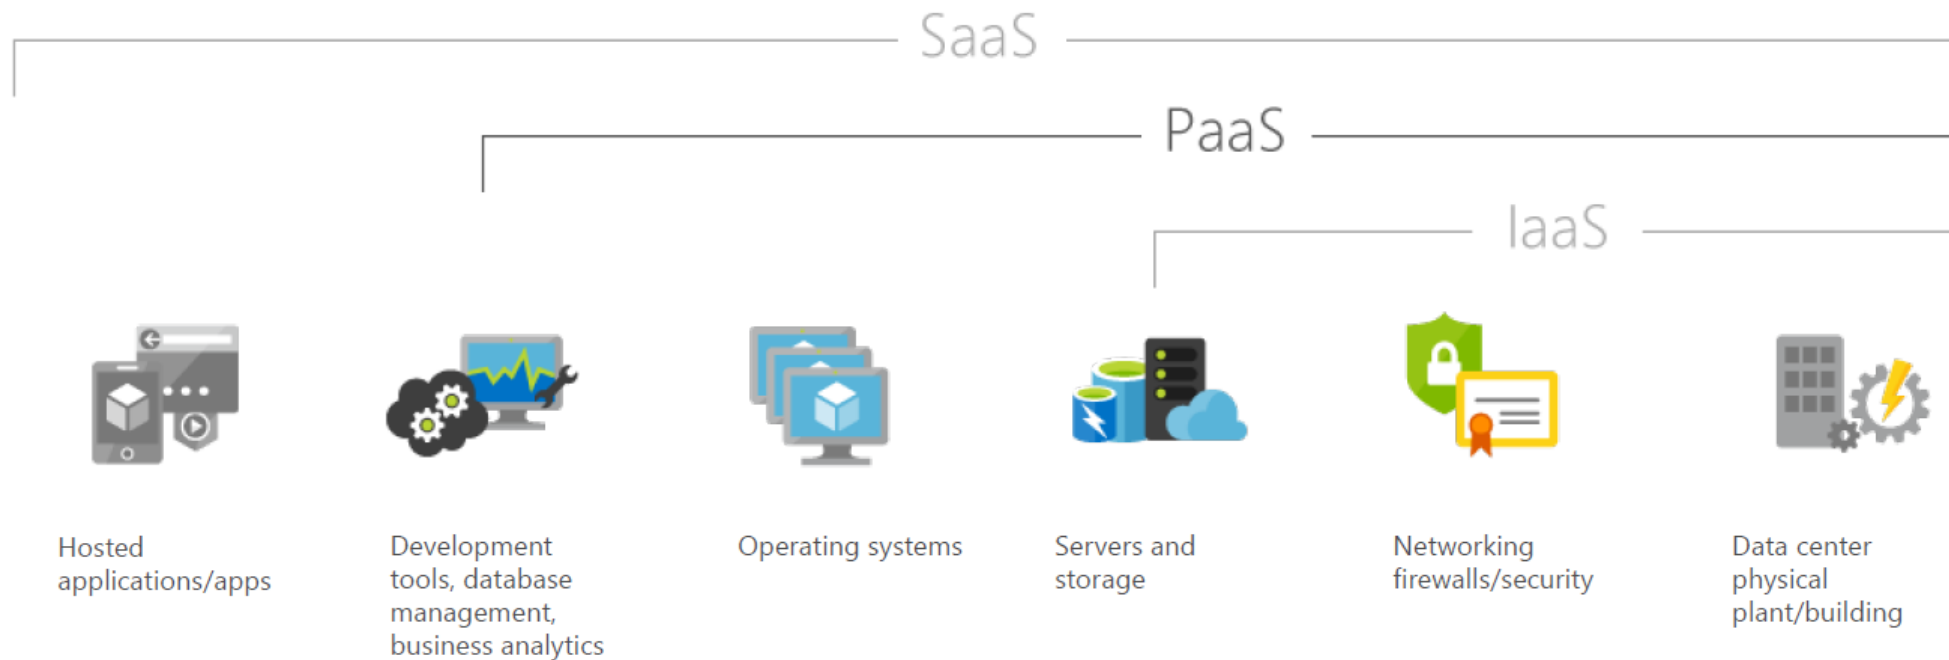 SaaS
PaaS
IaaS
Hosted
applications/apps
Development
tools, database
management,
business analytics
Operating systems
Servers and
storage
Networking
firewalls/security
Data center
physical
plant/building